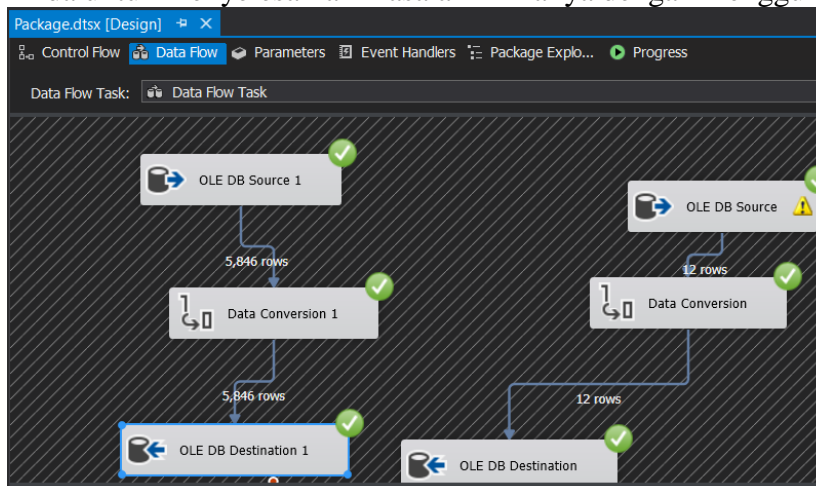 dengan
Package.dtsx [Design]
Control Flow Data Flow Parameters Event Handlers Package Explo... Progress
Data Flow Task: Data Flow Task
OLE DB Source 1
OLE DB Source
5,846 rows
12 rows
Data Conversion 1
Data Conversion
5,846 rows
12 rows
OLE DB Destination 1
OLE DB Destination